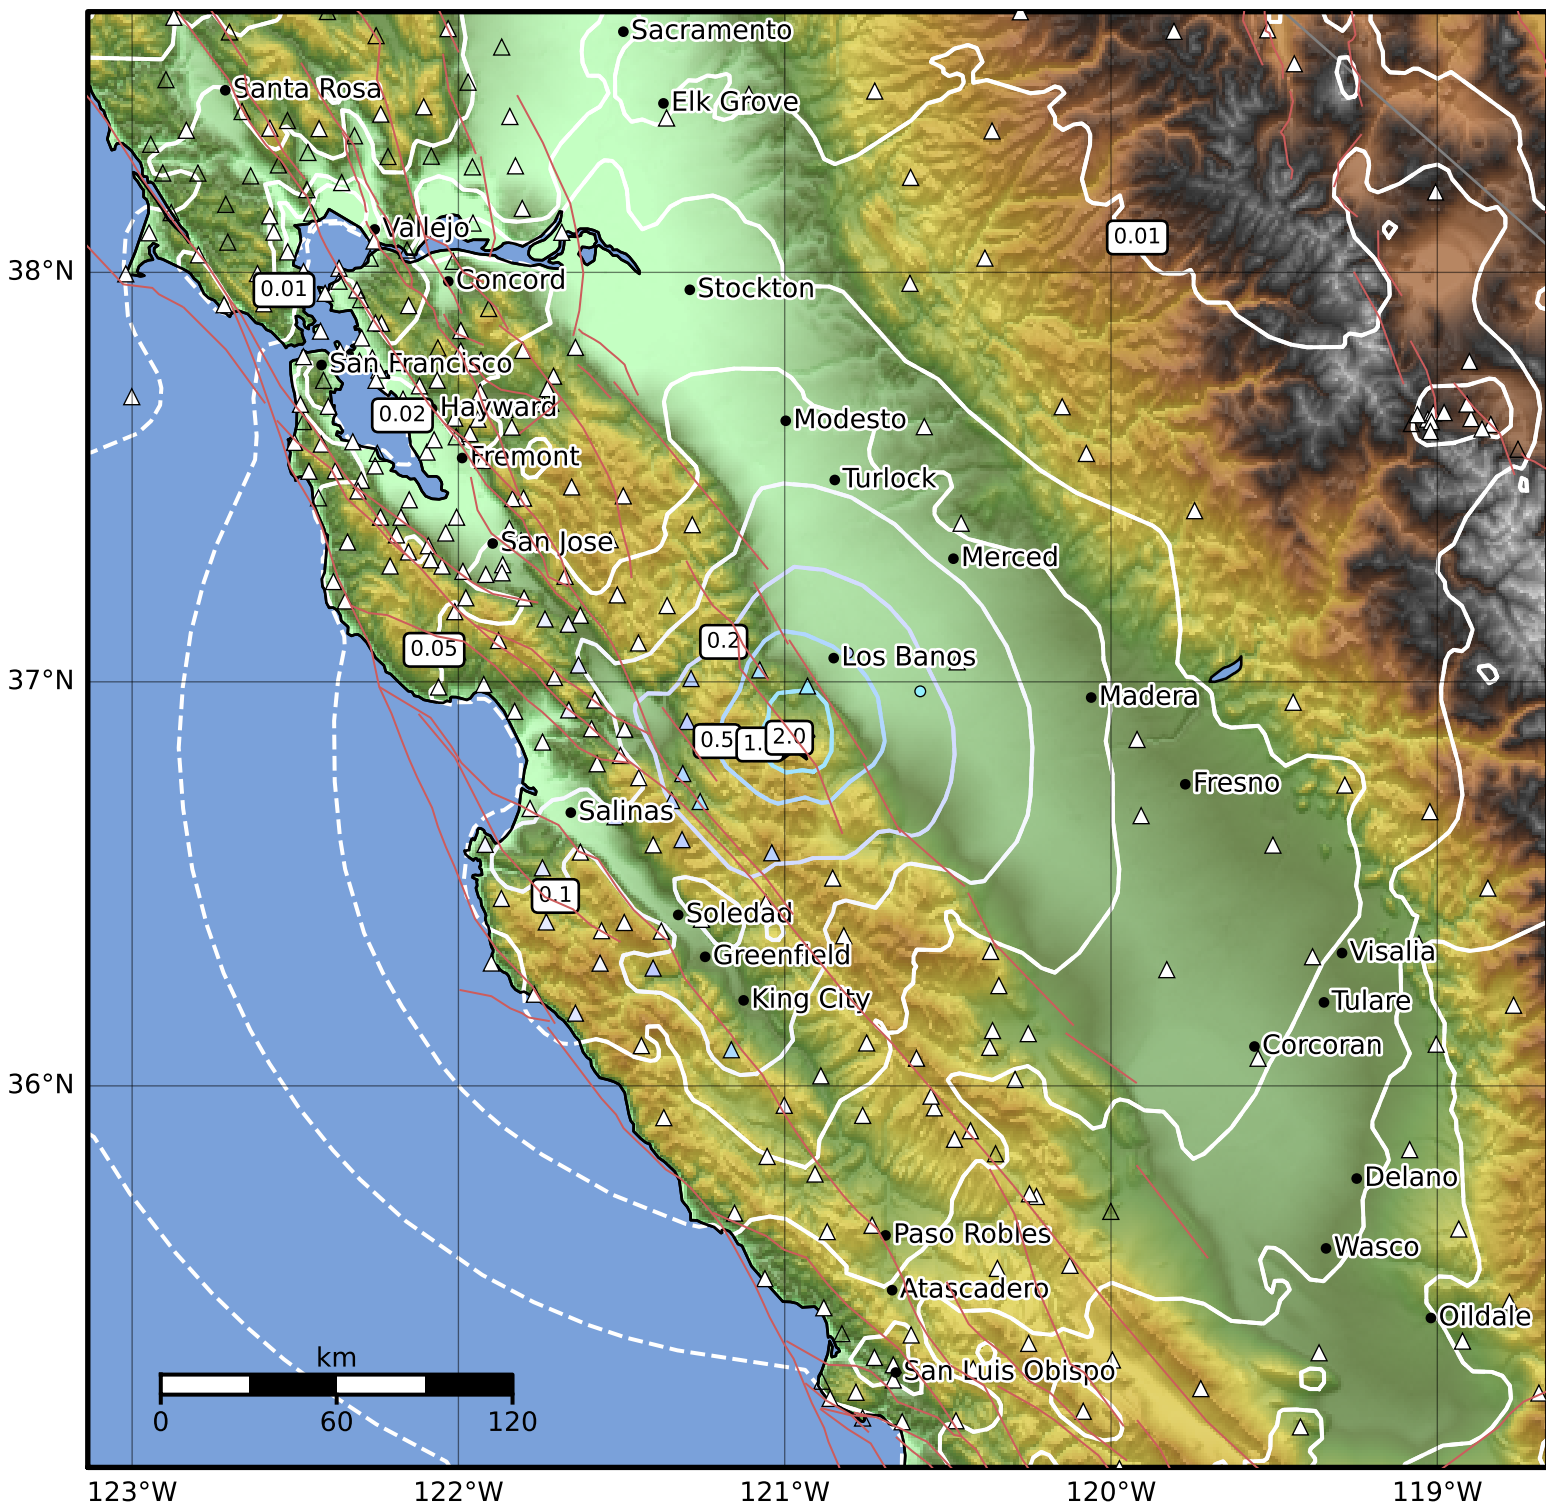 Sacramento
Santa Rosa
Elk Grove
Vallejo
0.01
38°N
Concord
0.01
Stockton
San Francisco
Hayward
0.02
Modesto
Fremont
Turlock
San Jose
Merced
0.2
0.05
Los Banos
37°N
Madera
0.5
1.
2.0
Fresno
Salinas
0.1
Soledad
Greenfield
Visalia
King City
Tulare
Corcoran
36°N
Delano
Paso Robles
Wasco
Atascadero
Oildale
km
San Luis Obispo
0 60 120
123°W 122°W 121°W 120°W 119°W